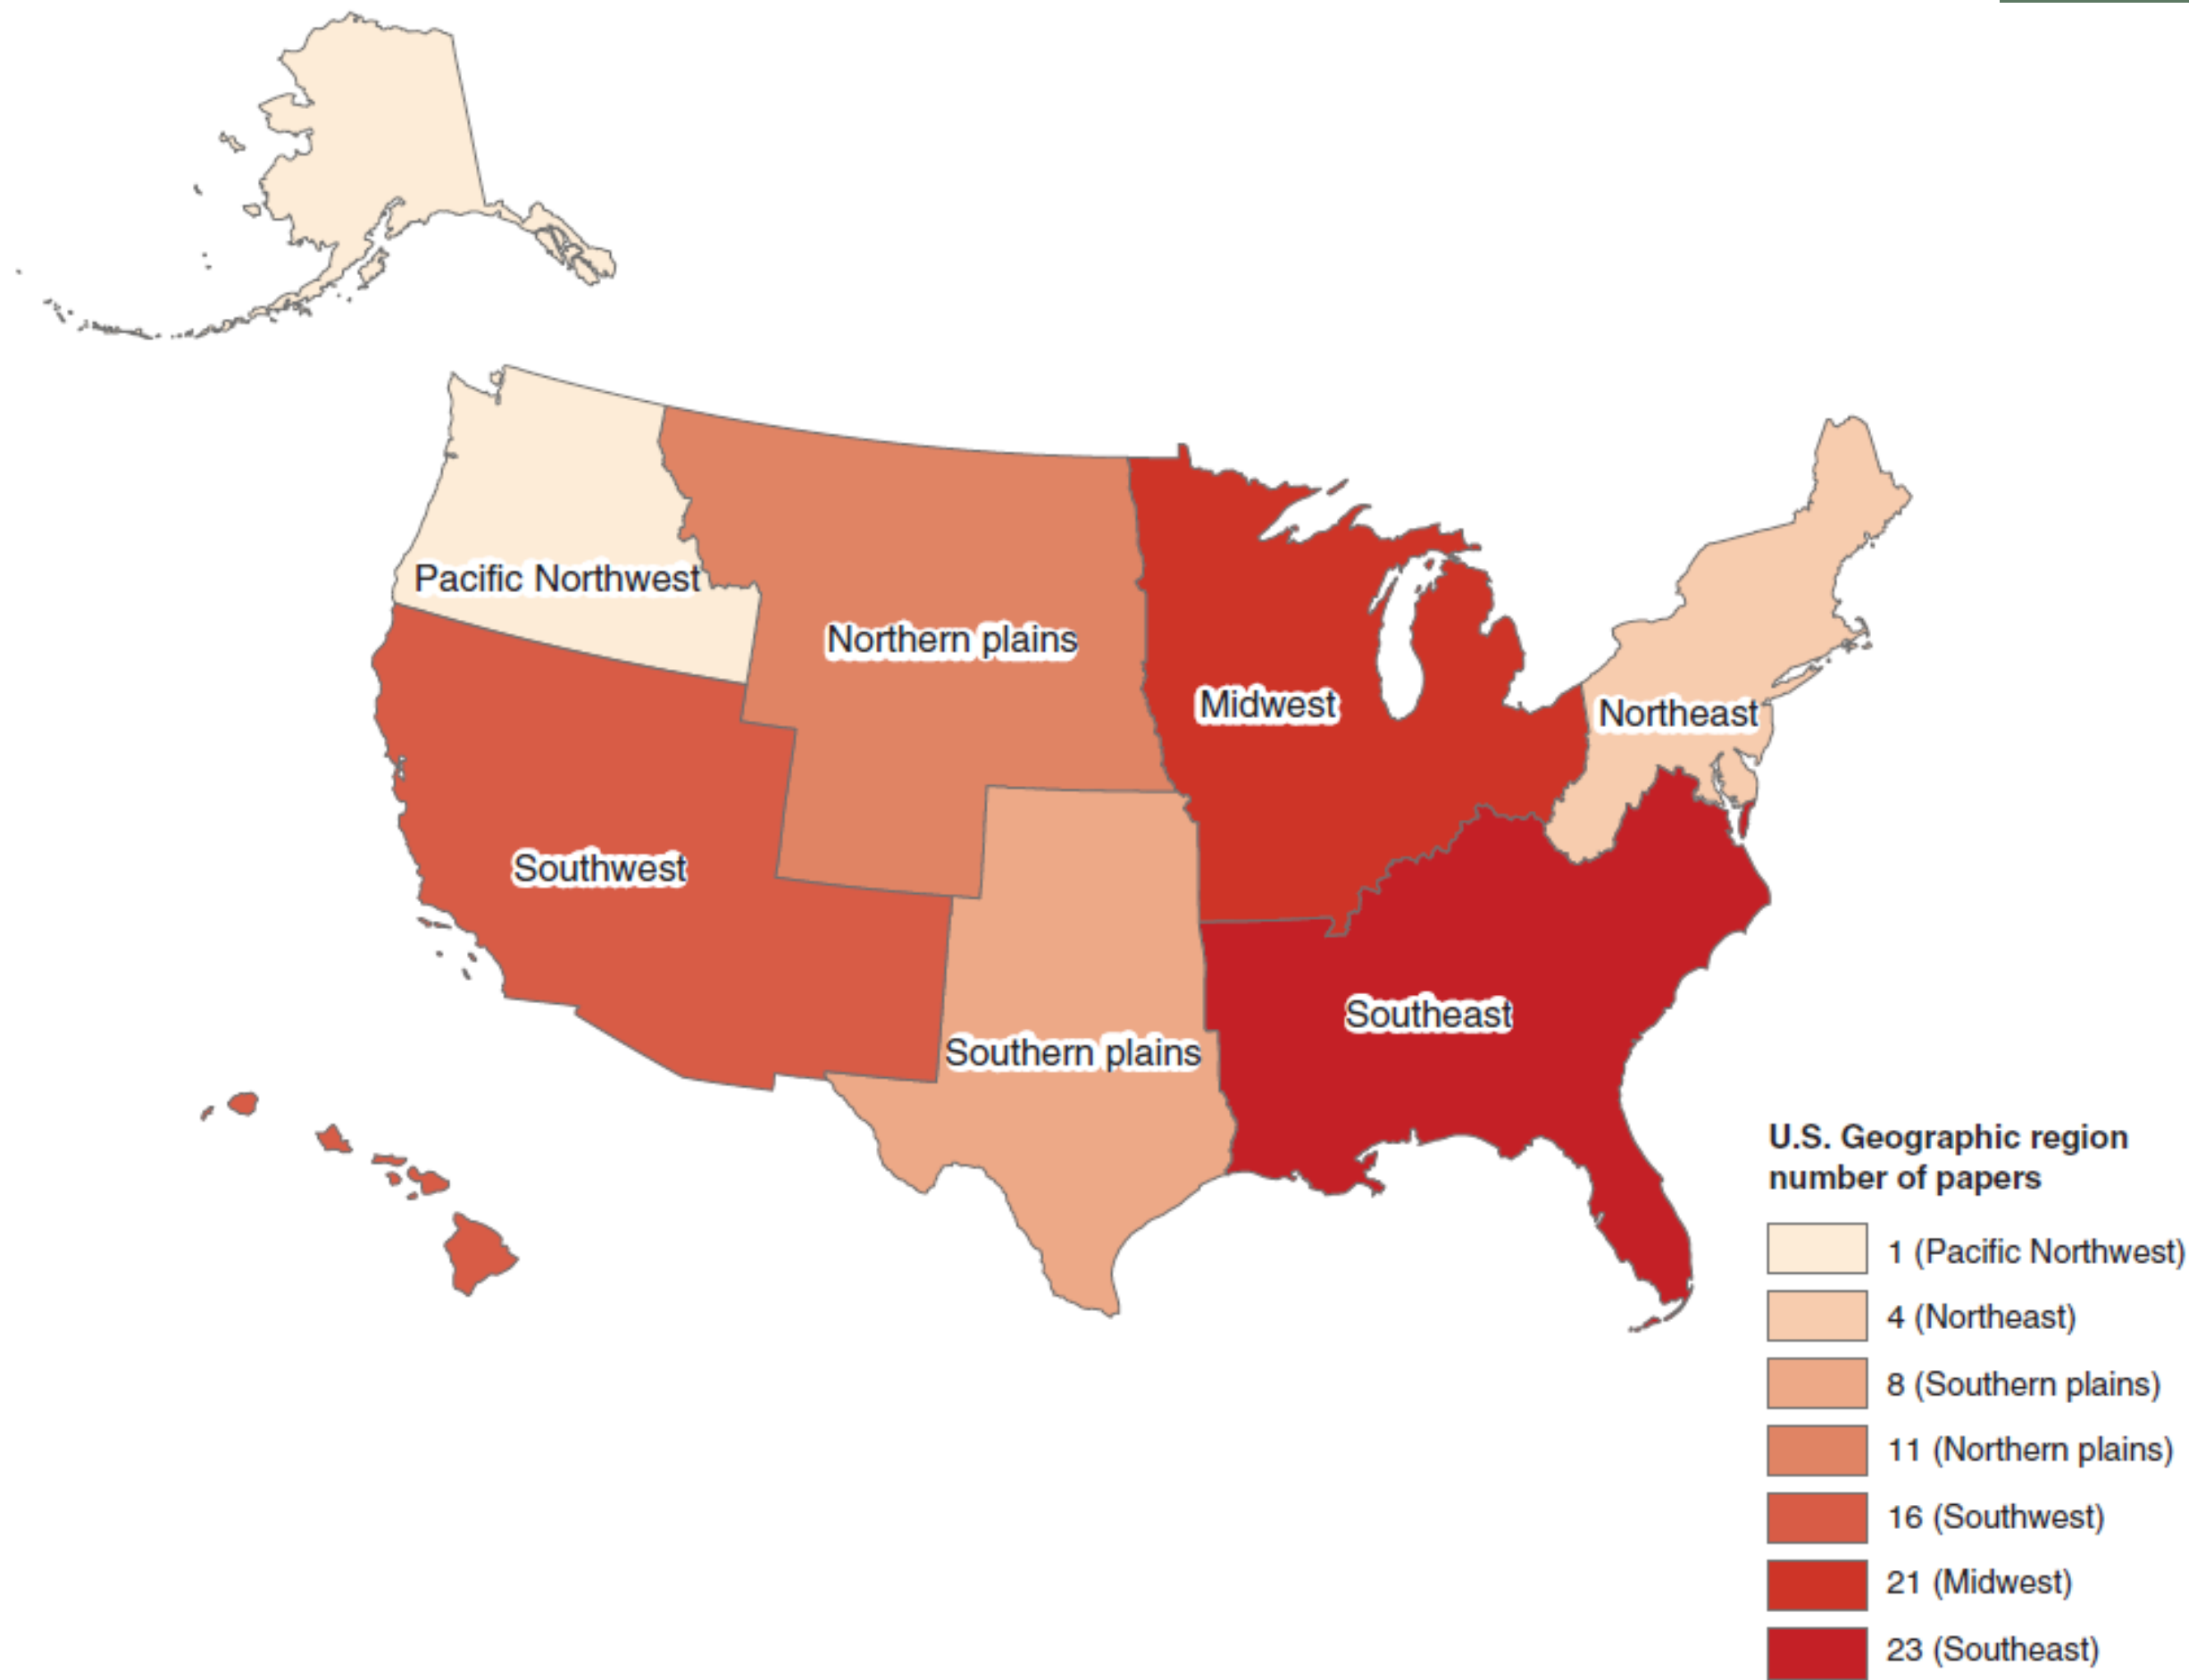 Pacific Northwest
Northern plains
Midwest
Northeast
Southwest
Southeast
Southern plains
U.S. Geographic region
number of papers
1 (Pacific Northwest)
4 (Northeast)
8 (Southern plains)
11 (Northern plains)
16 (Southwest)
21 (Midwest)
23 (Southeast)